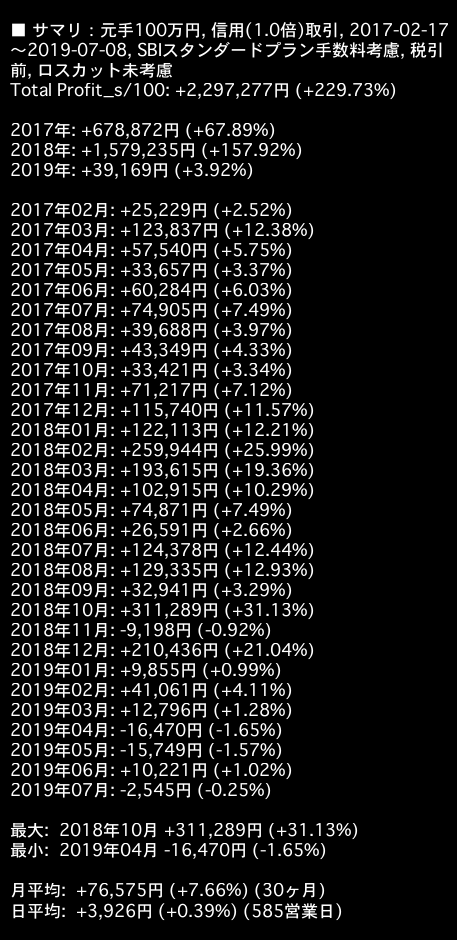 ■ サマリ：元手100万円, 信用(1.0倍)取引, 2017-02-17
～2019-07-08, SBIスタンダードプラン手数料考慮, 税引
前, ロスカット未考慮
Total Profit_s/100: +2,297,277円 (+229.73%)
2017年: +678,872円 (+67.89%)
2018年: +1,579,235円 (+157.92%)
2019年: +39,169円 (+3.92%)
2017年02月: +25,229円 (+2.52%)
2017年03月: +123,837円 (+12.38%)
2017年04月: +57,540円 (+5.75%)
2017年05月: +33,657円 (+3.37%)
2017年06月: +60,284円 (+6.03%)
2017年07月: +74,905円 (+7.49%)
2017年08月: +39,688円 (+3.97%)
2017年09月: +43,349円 (+4.33%)
2017年10月: +33,421円 (+3.34%)
2017年11月: +71,217円 (+7.12%)
2017年12月: +115,740円 (+11.57%)
2018年01月: +122,113円 (+12.21%)
2018年02月: +259,944円 (+25.99%)
2018年03月: +193,615円 (+19.36%)
2018年04月: +102,915円 (+10.29%)
2018年05月: +74,871円 (+7.49%)
2018年06月: +26,591円 (+2.66%)
2018年07月: +124,378円 (+12.44%)
2018年08月: +129,335円 (+12.93%)
2018年09月: +32,941円 (+3.29%)
2018年10月: +311,289円 (+31.13%)
2018年11月: -9,198円 (-0.92%)
2018年12月: +210,436円 (+21.04%)
2019年01月: +9,855円 (+0.99%)
2019年02月: +41,061円 (+4.11%)
2019年03月: +12,796円 (+1.28%)
2019年04月: -16,470円 (-1.65%)
2019年05月: -15,749円 (-1.57%)
2019年06月: +10,221円 (+1.02%)
2019年07月: -2,545円 (-0.25%)
最大: 2018年10月 +311,289円 (+31.13%)
最小: 2019年04月 -16,470円 (-1.65%)
月平均: +76,575円 (+7.66%) (30ヶ月)
日平均: +3,926円 (+0.39%) (585営業日)